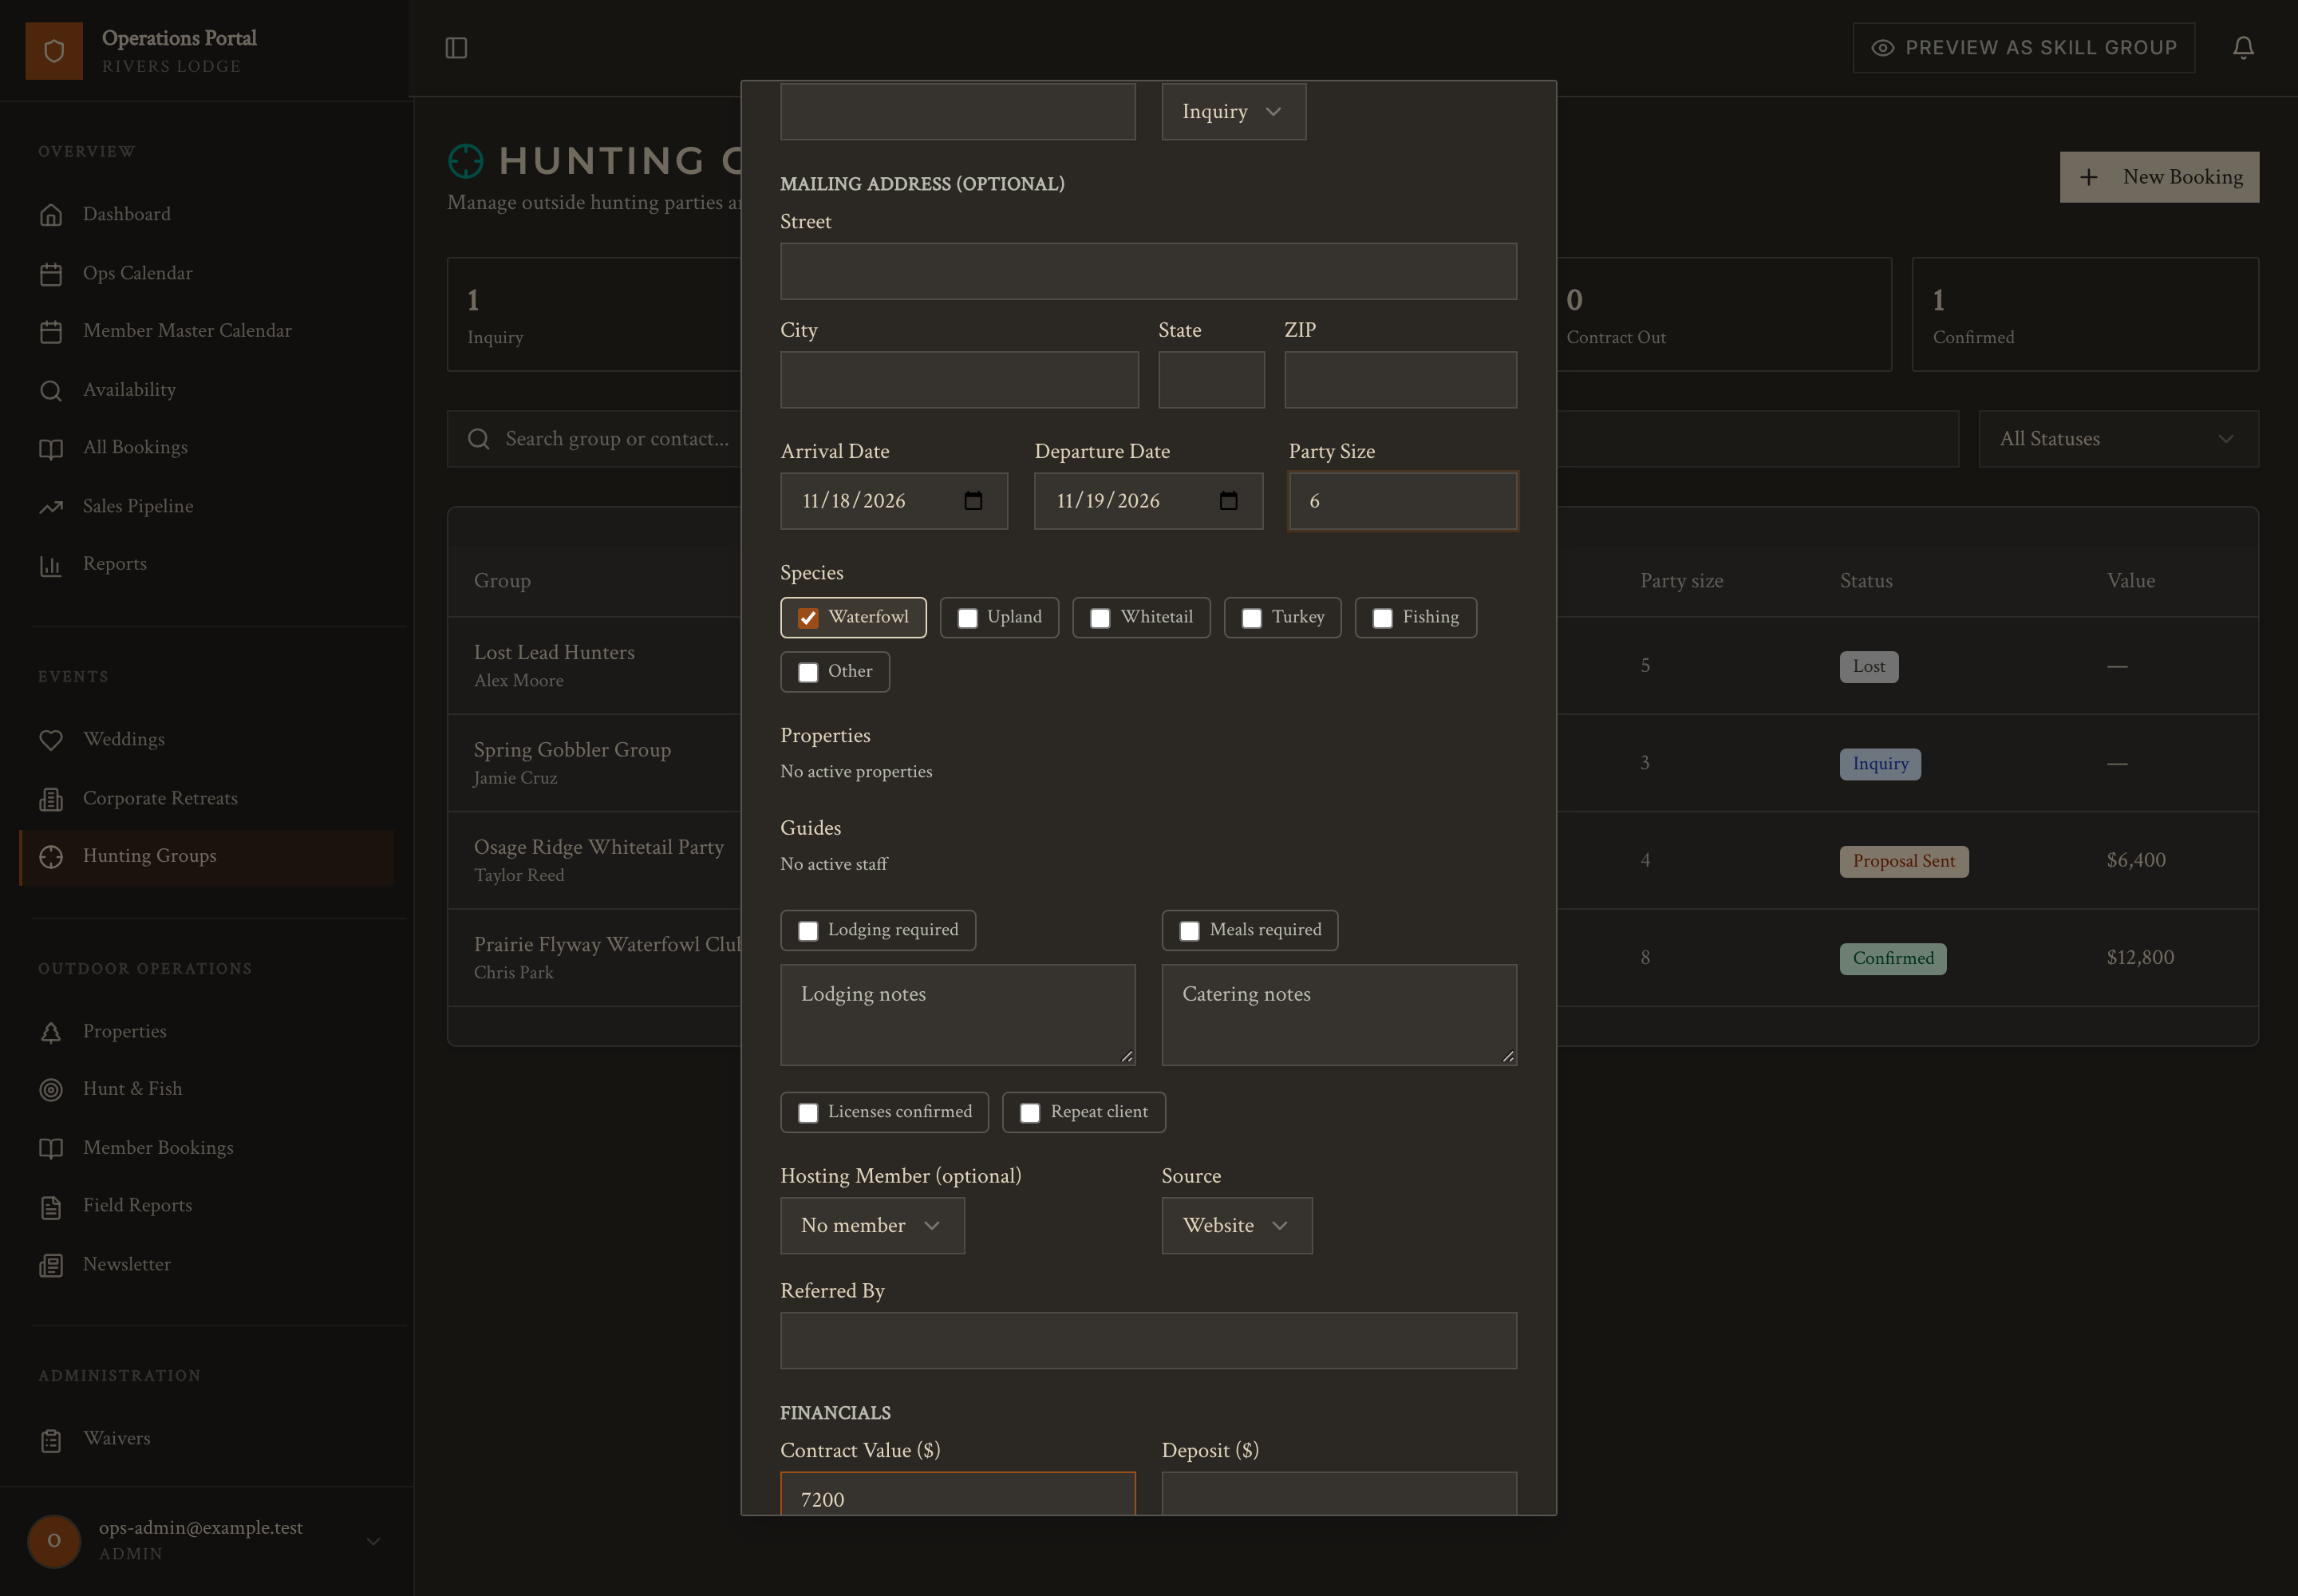 Operations Portal
RIVERS LODGE
PREVIEW AS SKILL GROUP
OVERVIEW
Dashboard
Ops Calendar
Member Master Calendar
Availability
All Bookings
Sales Pipeline
Reports
EVENTS
Weddings
Corporate Retreats
Hunting Groups
OUTDOOR OPERATIONS
Properties
Hunt & Fish
Member Bookings
Field Reports
Newsletter
ADMINISTRATION
Waivers
O
ops-admin@example.test
ADMIN
HUNTING
Manage outside hunting parties
New Booking
1
Inquiry
0
Contract Out
1
Confirmed
Search group or contact...
All Statuses
Group
Party size
Status
Value
Lost Lead Hunters
Alex Moore
5
Lost
—
Spring Gobbler Group
Jamie Cruz
3
Inquiry
—
Osage Ridge Whitetail Party
Taylor Reed
4
Proposal Sent
$6,400
Prairie Flyway Waterfowl Club
Chris Park
8
Confirmed
$12,800
Inquiry
MAILING ADDRESS (OPTIONAL)
Street
City
State
ZIP
Arrival Date
Departure Date
Party Size
11/18/2026
11/19/2026
6
Species
Waterfowl
Upland
Whitetail
Turkey
Fishing
Other
Properties
No active properties
Guides
No active staff
Lodging required
Meals required
Lodging notes
Catering notes
Licenses confirmed
Repeat client
Hosting Member (optional)
Source
No member
Website
Referred By
FINANCIALS
Contract Value ($)
Deposit ($)
7200